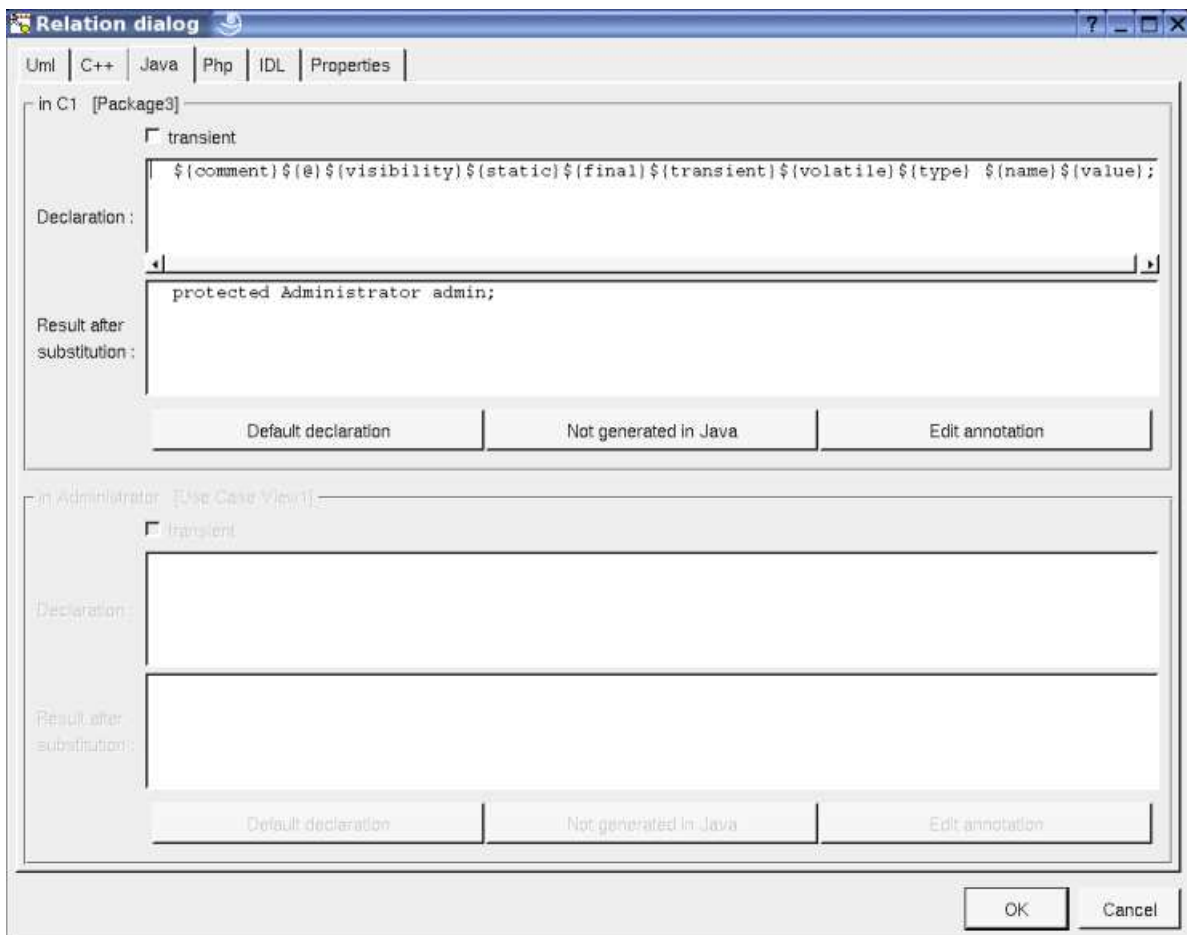 Relation dialog
Uml C++ Java Php IDL Properties
in C1 [Package3]
transient
${comment}${@}${visibility}${static}${final}${transient}${volatile}${type} ${name}${value};
Declaration :
protected Administrator admin;
Result after
substitution :
Default declaration Not generated in Java Edit annotation
in Administrator [Use Case View1]
transient
Declaration :
Result after
substitution :
Default declaration Not generated in Java Edit annotation
OK Cancel